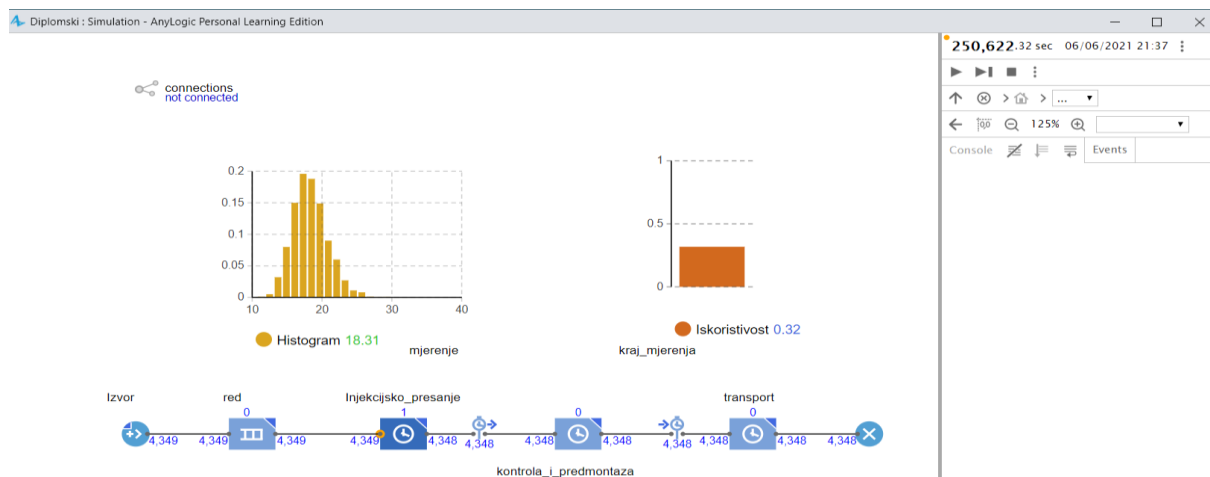 Diplomski : Simulation - AnyLogic Personal Learning Edition
250,622.32 sec 06/06/2021 21:37
connections
not connected
... 
0,0 125%
Console Events
0.2
0.15
0.1
0.05
0
10 20 30 40
Histogram 18.31
1
0.5
0
Iskoristivost 0.32
mjerenje kraj_mjerenja
Izvor red Injekcijsko_presanje transport
0 1 0 0
4,349 4,349 4,349 4,349 4,348 4,348 4,348 4,348 4,348 4,348 4,348 4,348
kontrola_i_predmontaza